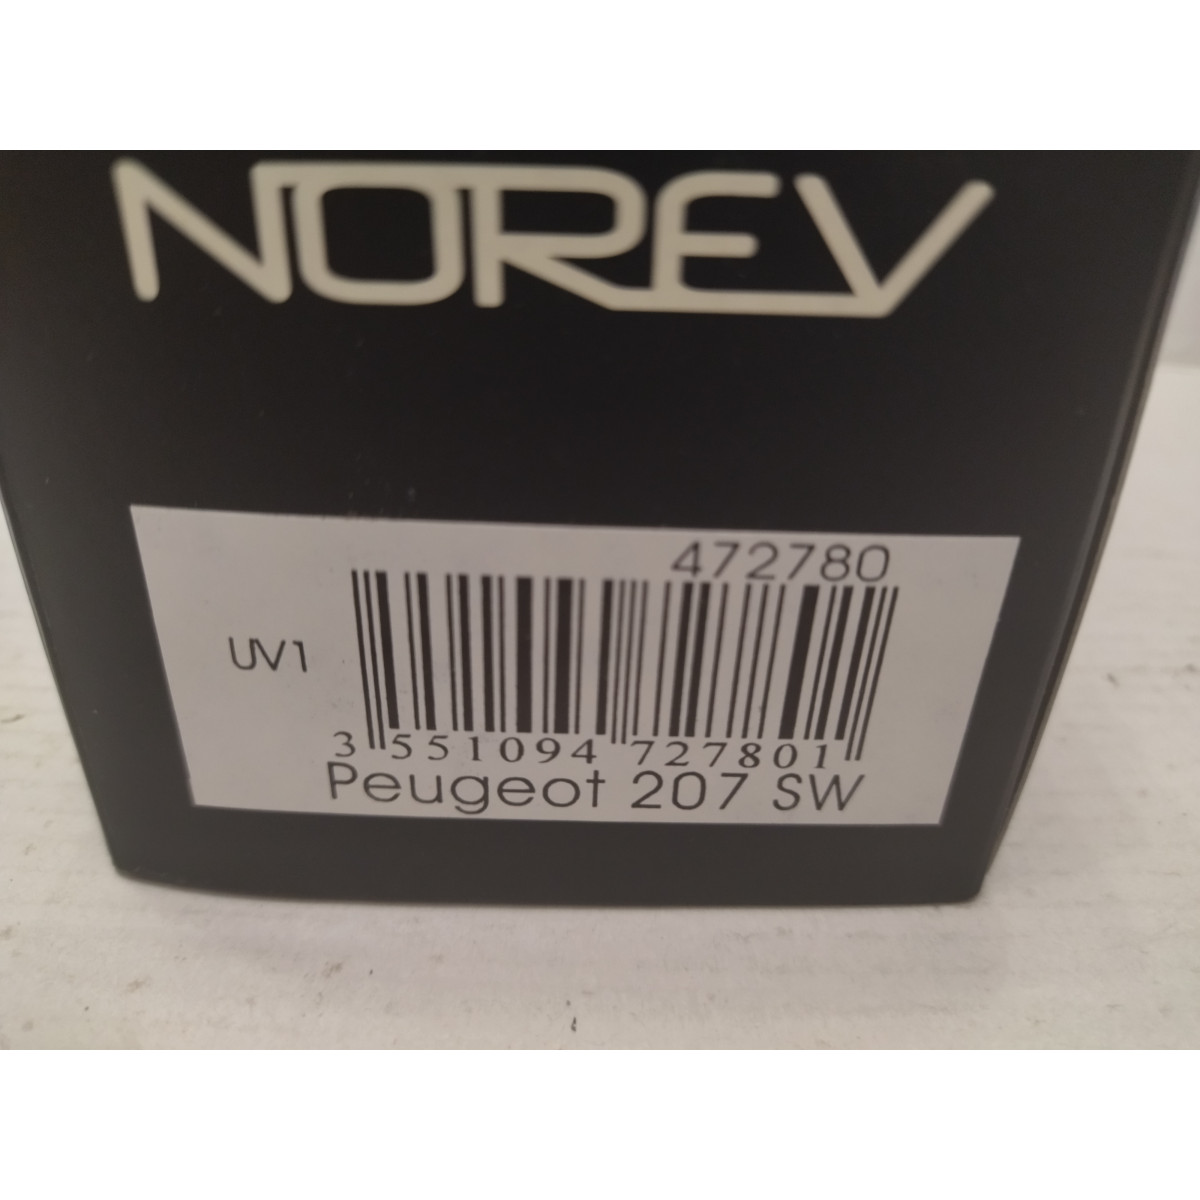 NOREV
472780
UV1
3 551094 727801
Peugeot 207 SW